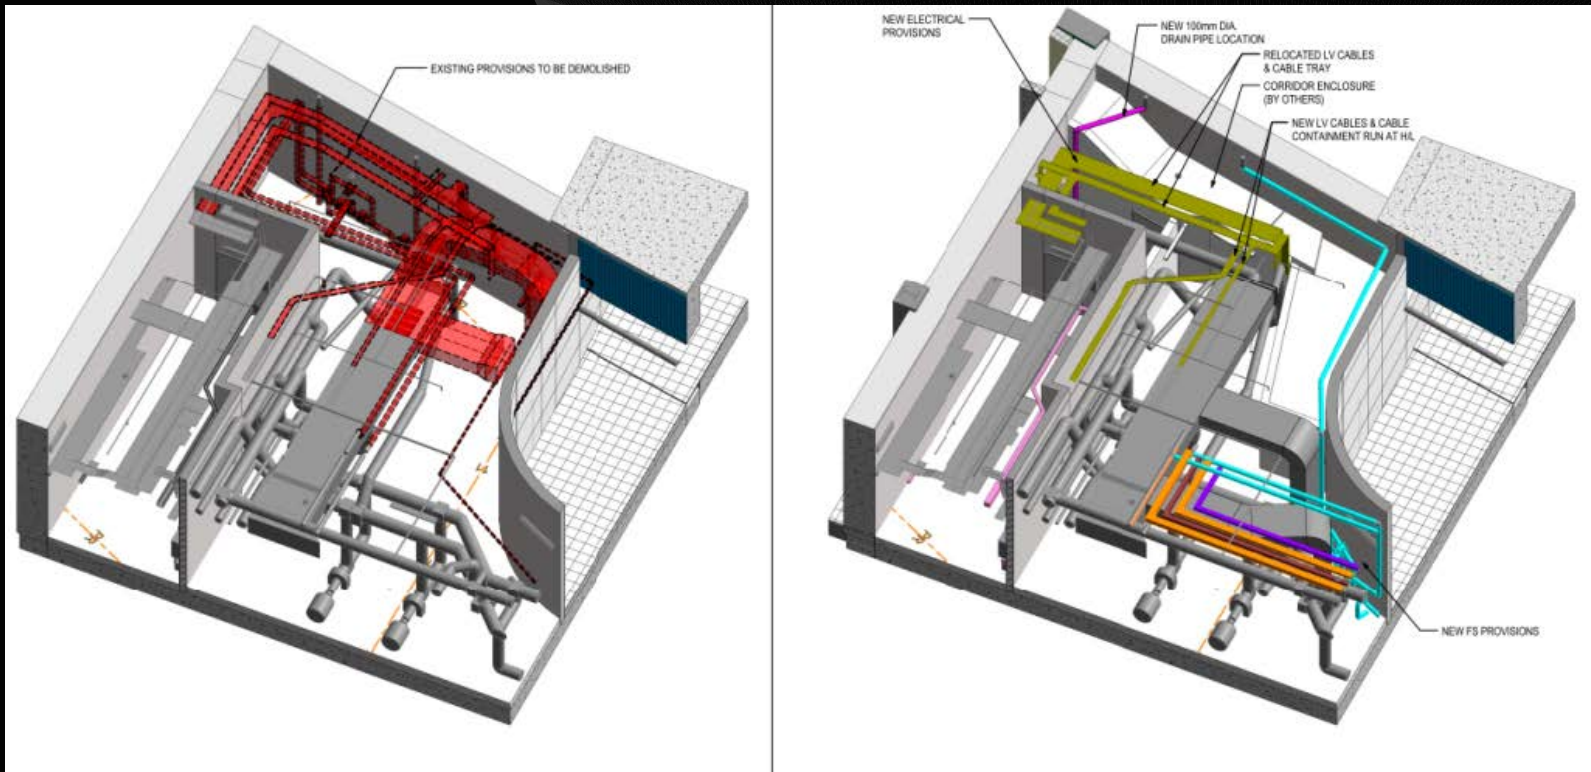 EXISTING PROVISIONS TO BE DEMOLISHED
NEW ELECTRICAL
PROVISIONS
NEW 100mm DIA.
DRAIN PIPE LOCATION
RELOCATED LV CABLES
& CABLE TRAY
CORRIDOR ENCLOSURE
(BY OTHERS)
NEW LV CABLES & CABLE
CONTAINMENT RUN AT H/L
NEW FS PROVISIONS